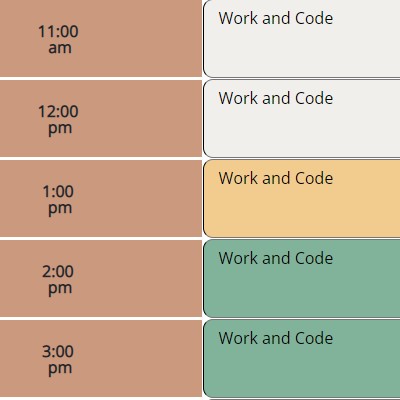 11:00
am
Work and Code
12:00
pm
Work and Code
1:00
pm
Work and Code
2:00
pm
Work and Code
3:00
pm
Work and Code